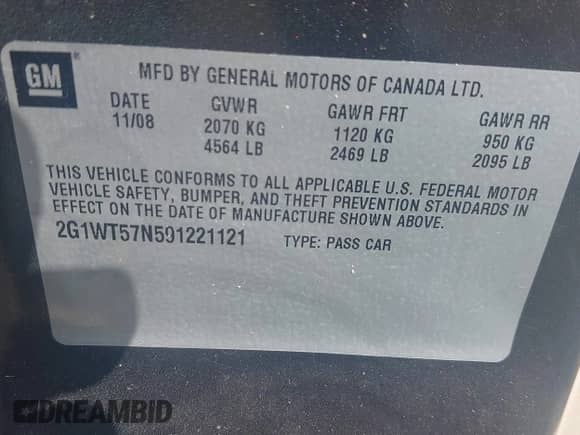 GM ®
MFD BY GENERAL MOTORS OF CANADA LTD.
DATE GVWR GAWR FRT GAWR RR
11/08 2070 KG 1120 KG 950 KG
4564 LB 2469 LB 2095 LB
THIS VEHICLE CONFORMS TO ALL APPLICABLE U.S. FEDERAL MOTOR
VEHICLE SAFETY, BUMPER, AND THEFT PREVENTION STANDARDS IN
EFFECT ON THE DATE OF MANUFACTURE SHOWN ABOVE.
2G1WT57N591221121 TYPE: PASS CAR
DREAMBID